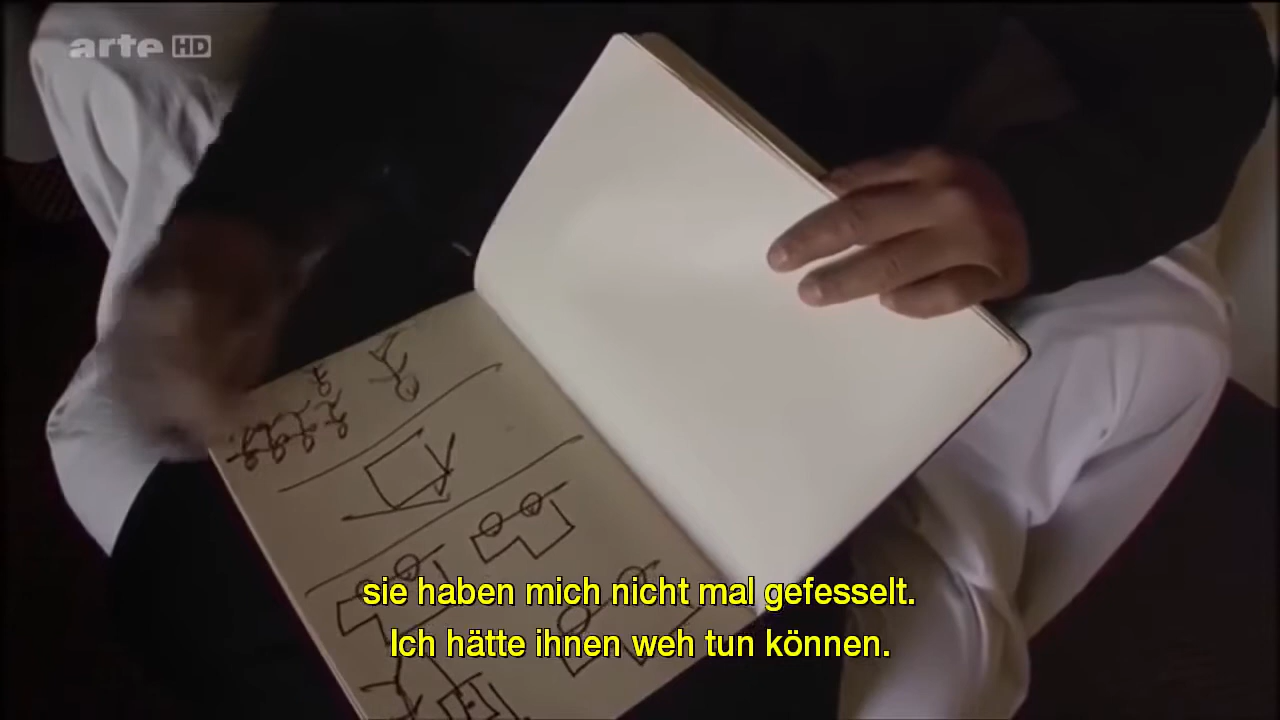 arte HD
sie haben mich nicht mal gefesselt.
Ich hätte ihnen weh tun können.